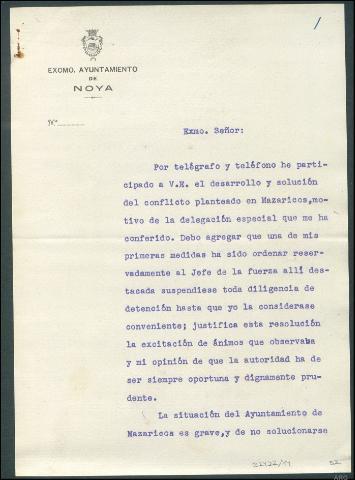 1
EXCMO. AYUNTAMIENTO
DE
NOYA
Nº
Exmo. Señor:
Por telégrafo y teléfono he parti-
cipado a V.E. el desarrollo y solución
del conflicto planteado en Mazaricos,mo-
tivo de la delegación especial que me ha
conferido. Debo agregar que una de mis
primeras medidas ha sido ordenar reser-
vadamente al Jefe de la fuerza allí des-
tacada suspendiese toda diligencia de
detención hasta que yo la considerase
conveniente; justifica esta resolución
la excitación de ánimos que observaba
y mi opinión de que la autoridad ha de
ser siempre oportuna y dignamente pru-
dente.
La situación del Ayuntamiento de
Mazaricos es grave,y de no solucionarse
52
ARG